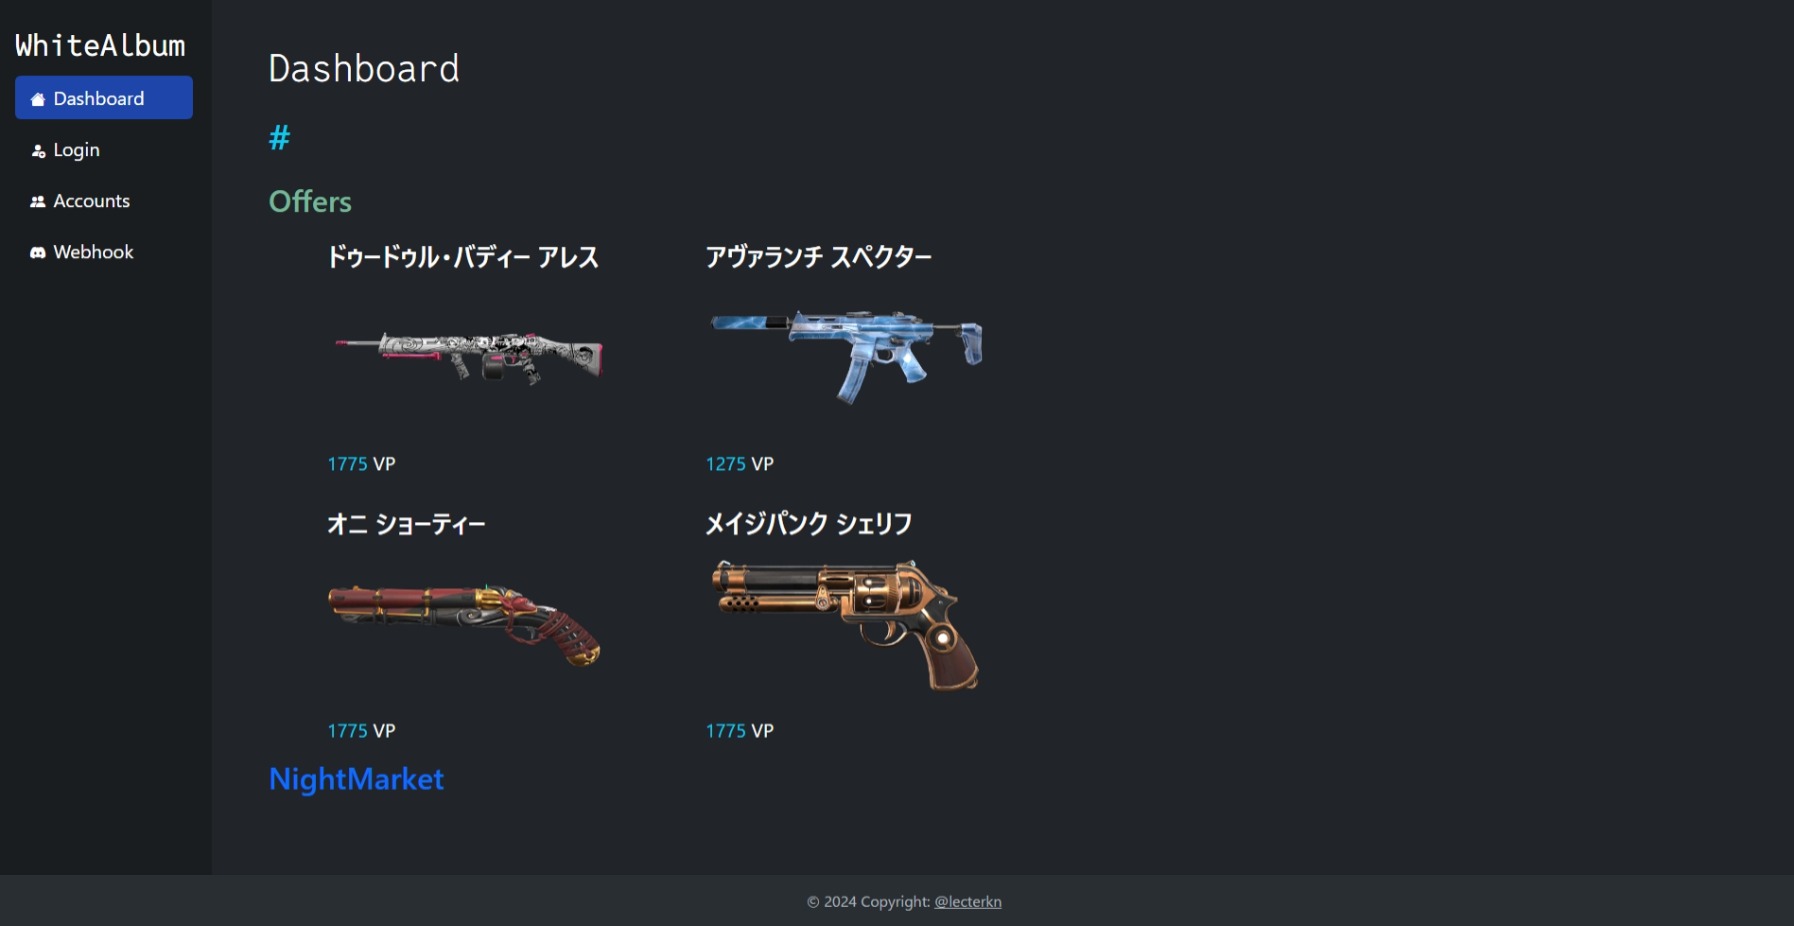 WhiteAlbum
Dashboard
Login
Accounts
Webhook
Dashboard
#
Offers
ドゥードゥル・バディー アレス
アヴァランチ スペクター
1775 VP
1275 VP
オニ ショーティー
メイジパンク シェリフ
1775 VP
1775 VP
NightMarket
© 2024 Copyright: @lecterkn